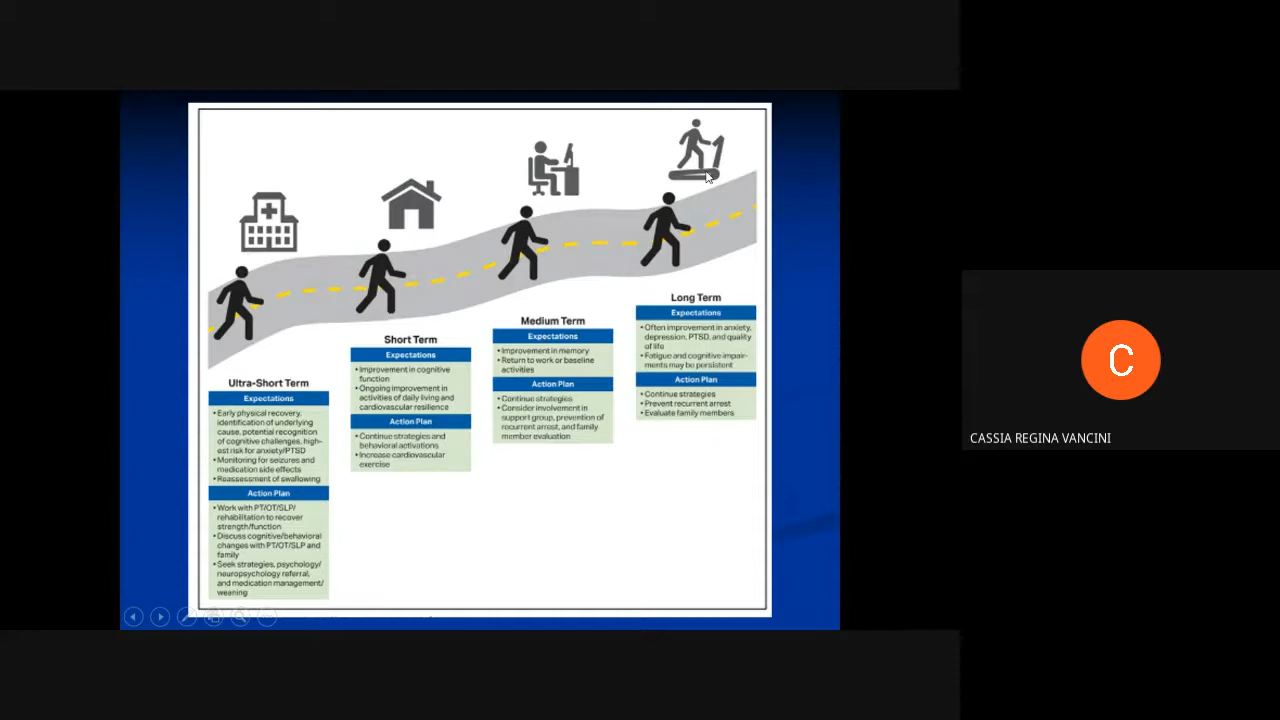 Ultra-Short Term
Expectations
• Early physical recovery,
identification of underlying
cause, potential recognition
of cognitive challenges, high-
est risk for anxiety/PTSD
• Monitoring for seizures and
medication side effects
• Reassessment of swallowing
Action Plan
• Work with PT/OT/SLP/
rehabilitation to recover
strength/function
• Discuss cognitive/behavioral
changes with PT/OT/SLP and
family
• Seek strategies, psychology/
neuropsychology referral,
and medication management/
weaning
Short Term
Expectations
• Improvement in cognitive
function
• Ongoing improvement in
activities of daily living and
cardiovascular resilience
Action Plan
• Continue strategies and
behavioral activations
• Increase cardiovascular
exercise
Medium Term
Expectations
• Improvement in memory
• Return to work or baseline
activities
Action Plan
• Continue strategies
• Consider involvement in
support group, prevention of
recurrent arrest, and family
member evaluation
Long Term
Expectations
• Often improvement in anxiety,
depression, PTSD, and quality
of life
• Fatigue and cognitive impair-
ments may be persistent
Action Plan
• Continue strategies
• Prevent recurrent arrest
• Evaluate family members
C
CASSIA REGINA VANCINI